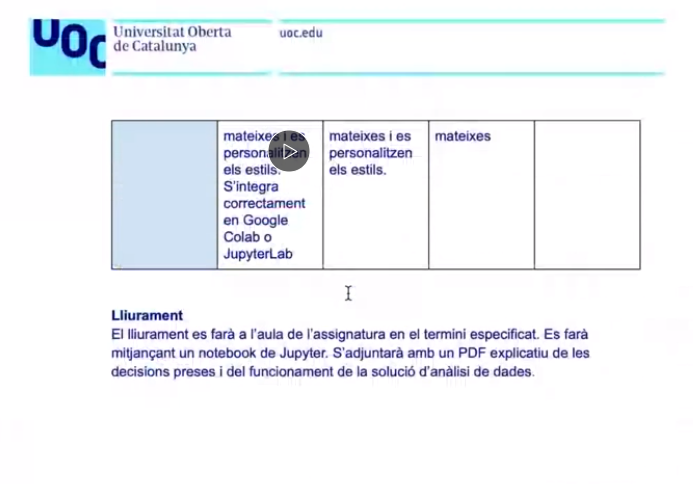 UOC
Universitat Oberta
de Catalunya
uoc.edu
mateixes i es
personalitzen
els estils.
S'integra
correctament
en Google
Colab o
JupyterLab
mateixes i es
personalitzen
els estils.
mateixes
Lliurament
El lliurament es farà a l'aula de l'assignatura en el termini especificat. Es farà
mitjançant un notebook de Jupyter. S'adjuntarà amb un PDF explicatiu de les
decisions preses i del funcionament de la solució d'anàlisi de dades.